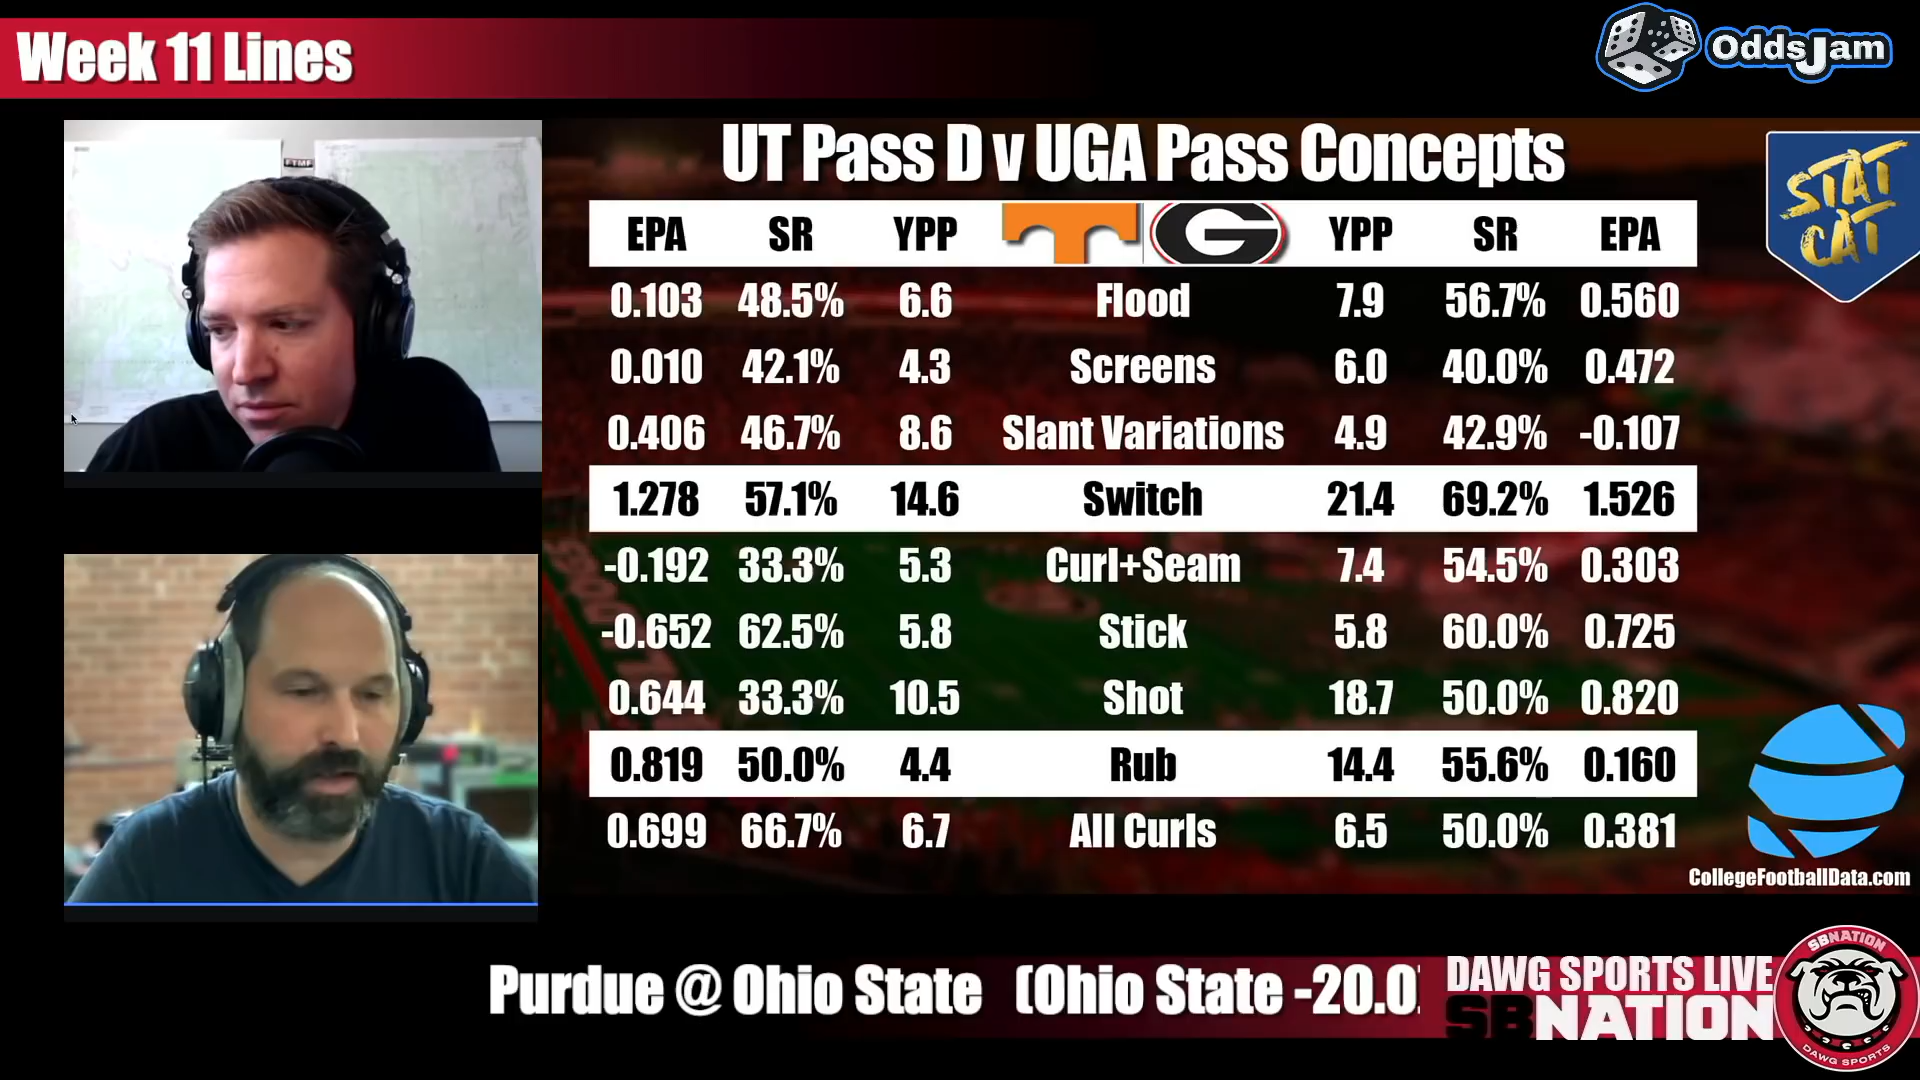 Week 11 Lines
OddsJam
FTMF
UT Pass D v UGA Pass Concepts
STAT CAT
EPA SR YPP T G YPP SR EPA
0.103 48.5% 6.6 Flood 7.9 56.7% 0.560
0.010 42.1% 4.3 Screens 6.0 40.0% 0.472
0.406 46.7% 8.6 Slant Variations 4.9 42.9% -0.107
1.278 57.1% 14.6 Switch 21.4 69.2% 1.526
-0.192 33.3% 5.3 Curl+Seam 7.4 54.5% 0.303
-0.652 62.5% 5.8 Stick 5.8 60.0% 0.725
0.644 33.3% 10.5 Shot 18.7 50.0% 0.820
0.819 50.0% 4.4 Rub 14.4 55.6% 0.160
0.699 66.7% 6.7 All Curls 6.5 50.0% 0.381
CollegeFootballData.com
Purdue @ Ohio State (Ohio State -20.0
DAWG SPORTS LIVE
SBNATION
SBNATION
DAWG SPORTS